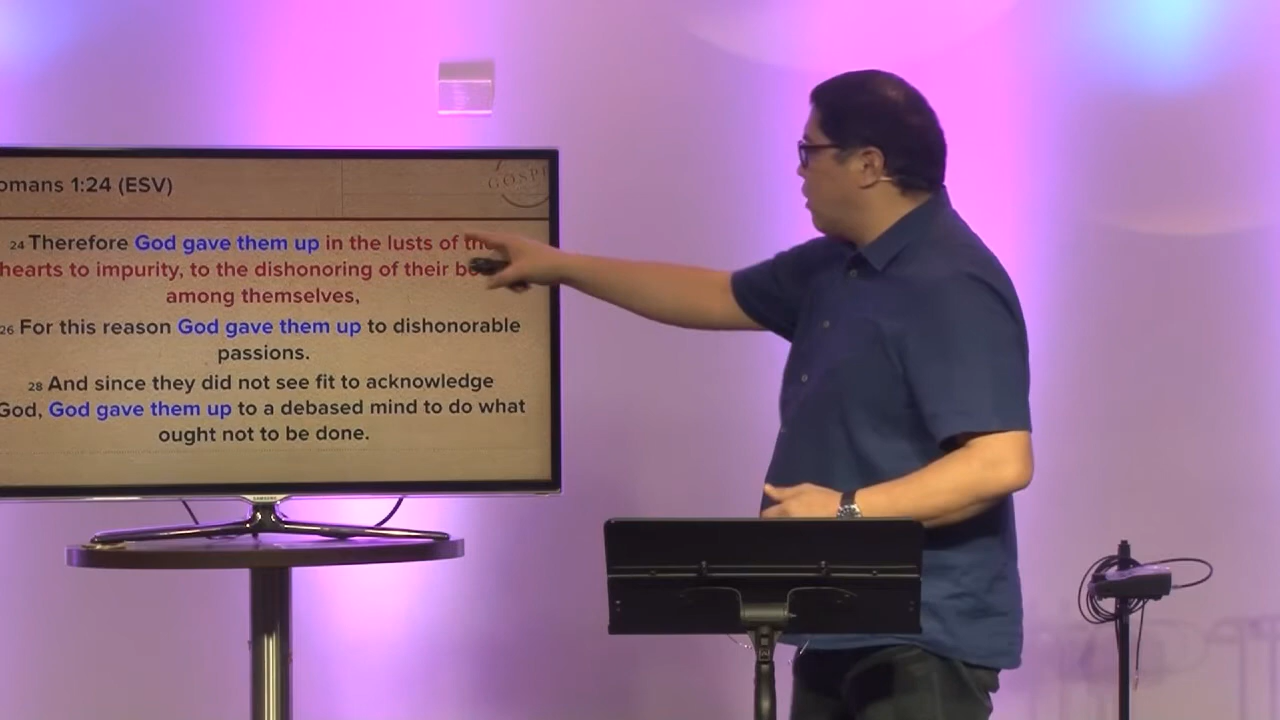 omans 1:24 (ESV)
GOSPE
24 Therefore God gave them up in the lusts of
hearts to impurity, to the dishonoring of their
among themselves,
26 For this reason God gave them up to dishonorable
passions.
28 And since they did not see fit to acknowledge
God, God gave them up to a debased mind to do what
ought not to be done.
SAMSUNG